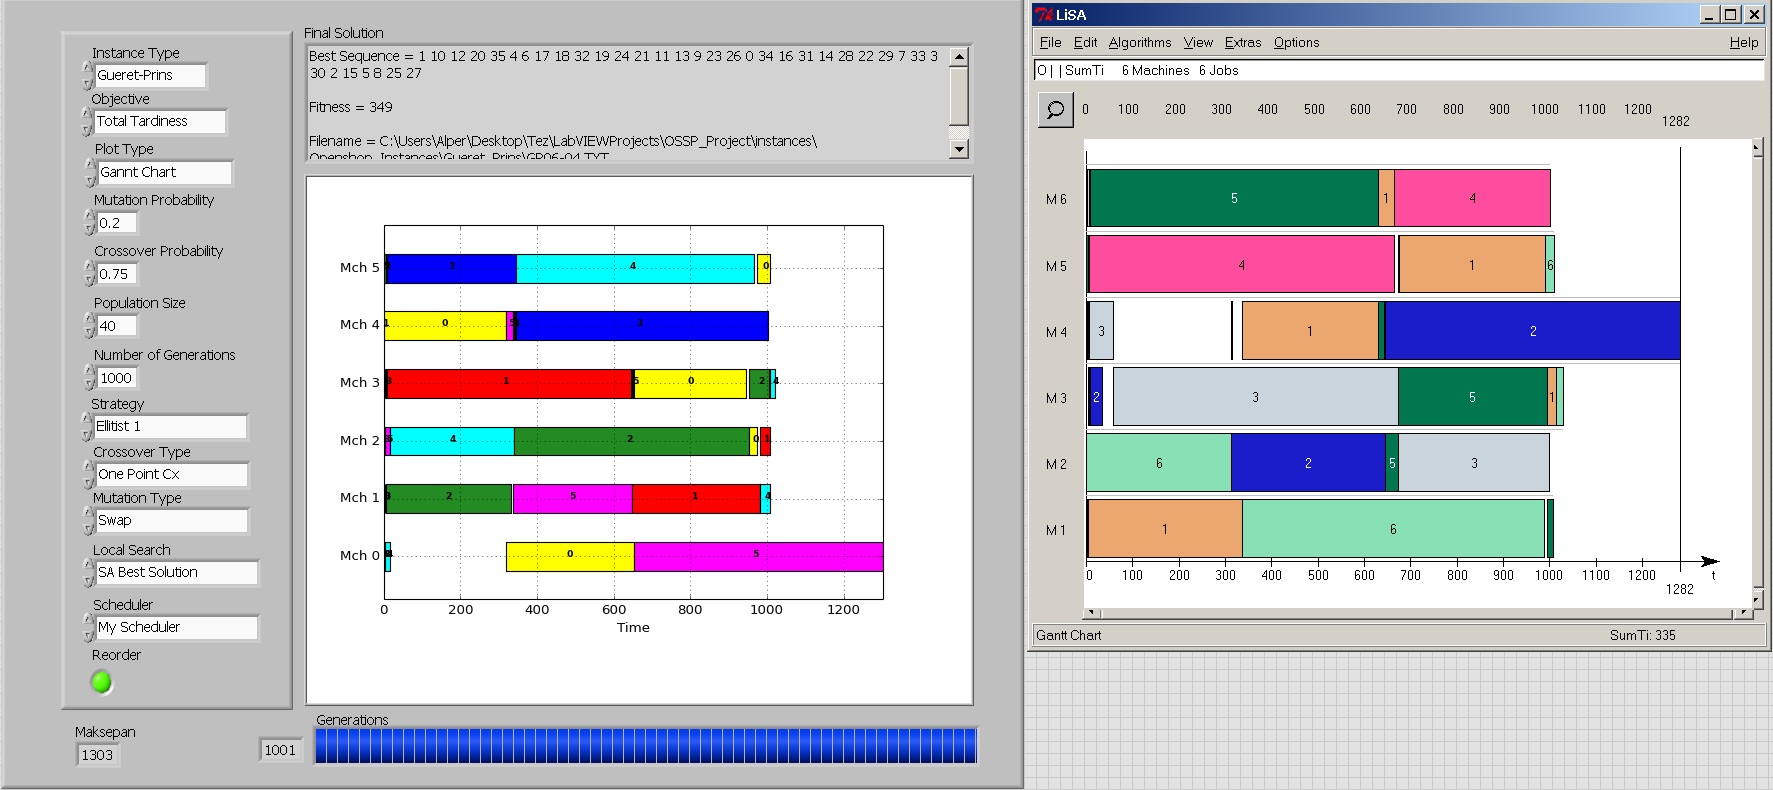 Instance Type
Gueret-Prins
Objective
Total Tardiness
Plot Type
Gannt Chart
Mutation Probability
0.2
Crossover Probability
0.75
Population Size
40
Number of Generations
1000
Strategy
Ellitist 1
Crossover Type
One Point Cx
Mutation Type
Swap
Local Search
SA Best Solution
Scheduler
My Scheduler
Reorder
Maksepan
1303
1001
Final Solution
Best Sequence = 1 10 12 20 35 4 6 17 18 32 19 24 21 11 13 9 23 26 0 34 16 31 14 28 22 29 7 33 3
30 2 15 5 8 25 27
Fitness = 349
Filename = C:\Users\Alper\Desktop\Tez\LabVIEWProjects\OSSP_Project\instances\
Openshop_Instances\Gueret_Prins\GP06-04.TXT
Mch 5 3 4 0
Mch 4 1 0 5 3
Mch 3 3 1 5 0 2 4
Mch 2 5 4 2 0 1
Mch 1 3 2 5 1 4
Mch 0 4 0 5
0 200 400 600 800 1000 1200
Time
Generations
LiSA
File Edit Algorithms View Extras Options Help
O | | SumTi 6 Machines 6 Jobs
0 100 200 300 400 500 600 700 800 900 1000 1100 1200
1282
M 6 5 1 4
M 5 4 1 6
M 4 3 1 2
M 3 2 3 5 1
M 2 6 2 5 3
M 1 1 6
0 100 200 300 400 500 600 700 800 900 1000 1100 1200 t
1282
Gantt Chart SumTi: 335